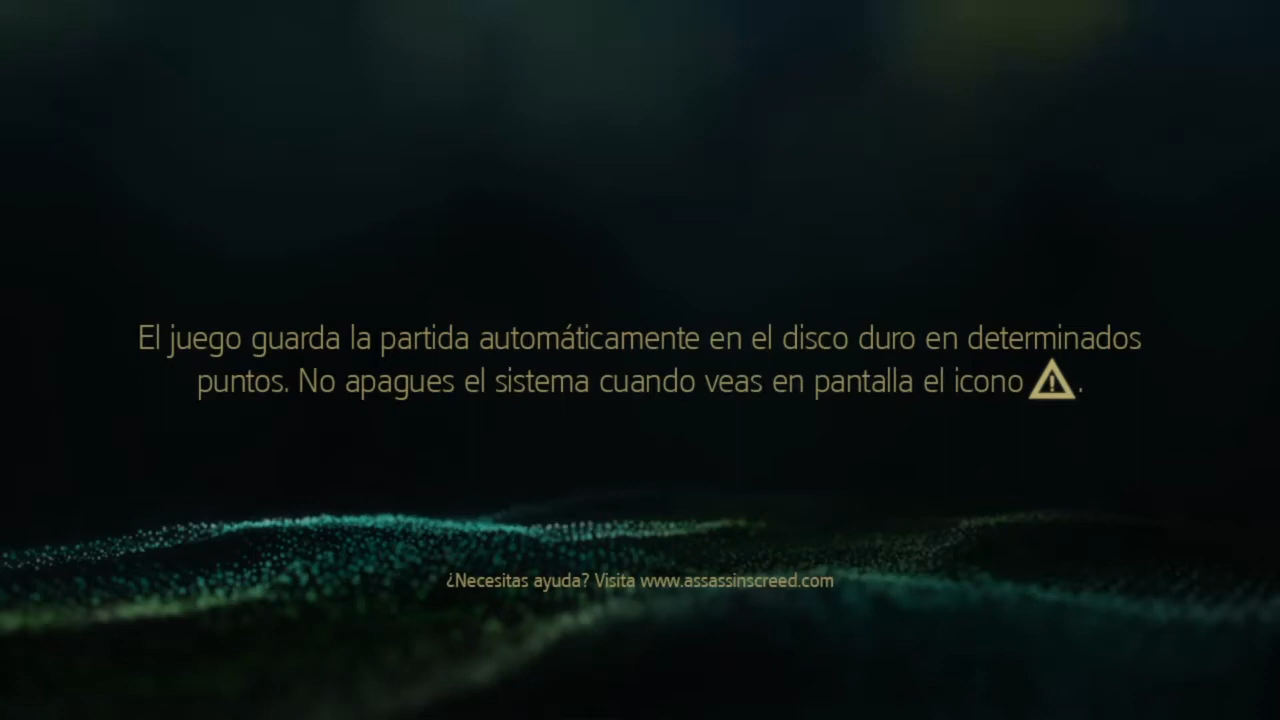 El juego guarda la partida automáticamente en el disco duro en determinados
puntos. No apagues el sistema cuando veas en pantalla el icono .
¿Necesitas ayuda? Visita www.assassinscreed.com